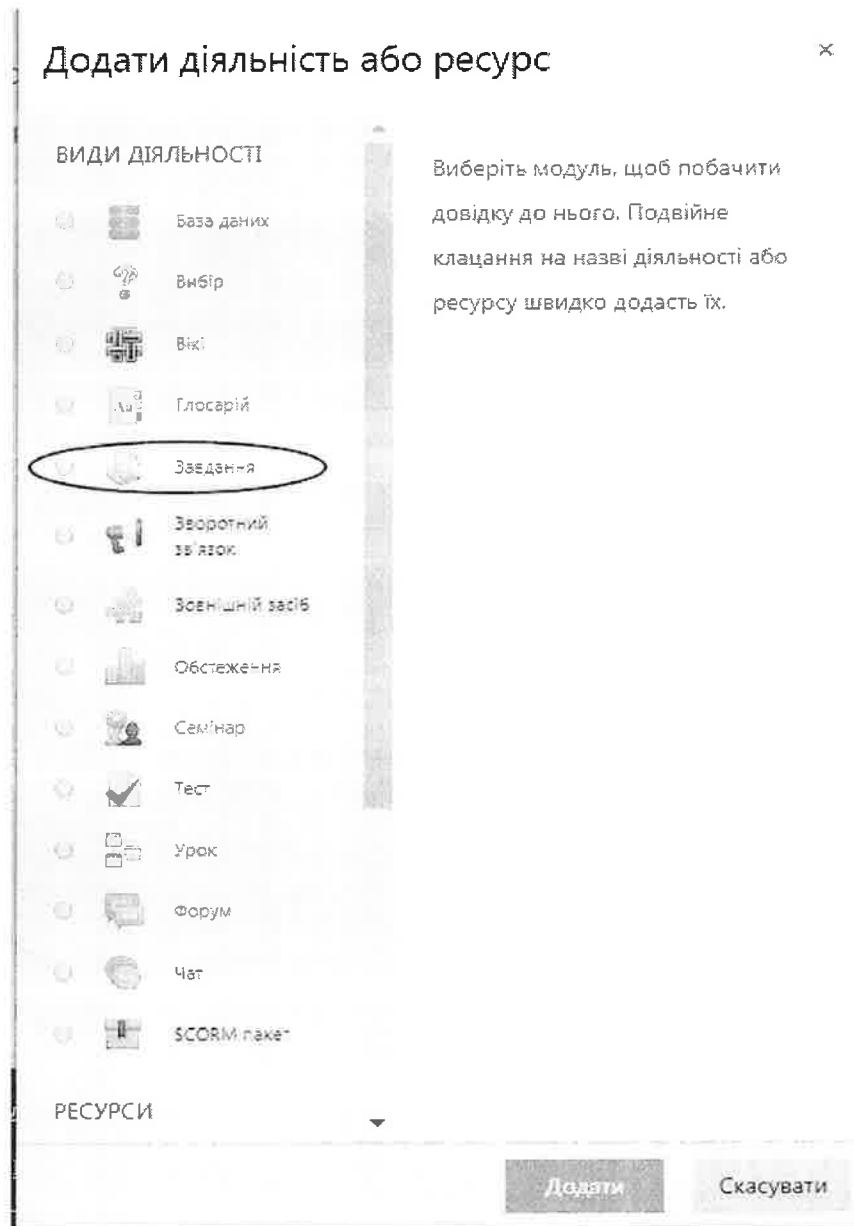 Додати діяльність або ресурс
×
ВИДИ ДІЯЛЬНОСТІ
База даних
Вибір
Вікі
Глосарій
Завдання
Зворотний
зв'язок
Зовнішній засіб
Обстеження
Семінар
Тест
Урок
Форум
Чат
SCORM пакет
РЕСУРСИ
Виберіть модуль, щоб побачити
довідку до нього. Подвійне
клацання на назві діяльності або
ресурсу швидко додасть їх.
Додати
Скасувати